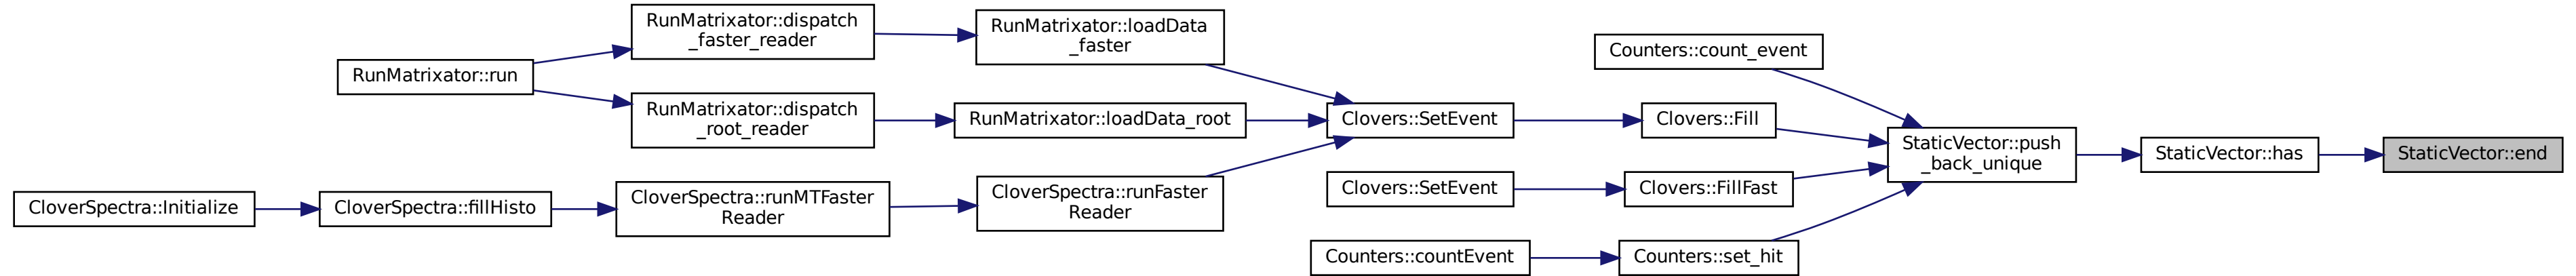 RunMatrixator::run
RunMatrixator::dispatch
_faster_reader
RunMatrixator::dispatch
_root_reader
RunMatrixator::loadData
_faster
RunMatrixator::loadData_root
CloverSpectra::Initialize
CloverSpectra::fillHisto
CloverSpectra::runMTFaster
Reader
CloverSpectra::runFaster
Reader
Clovers::SetEvent
Clovers::SetEvent
Counters::countEvent
Counters::count_event
Clovers::Fill
Clovers::FillFast
Counters::set_hit
StaticVector::push
_back_unique
StaticVector::has
StaticVector::end